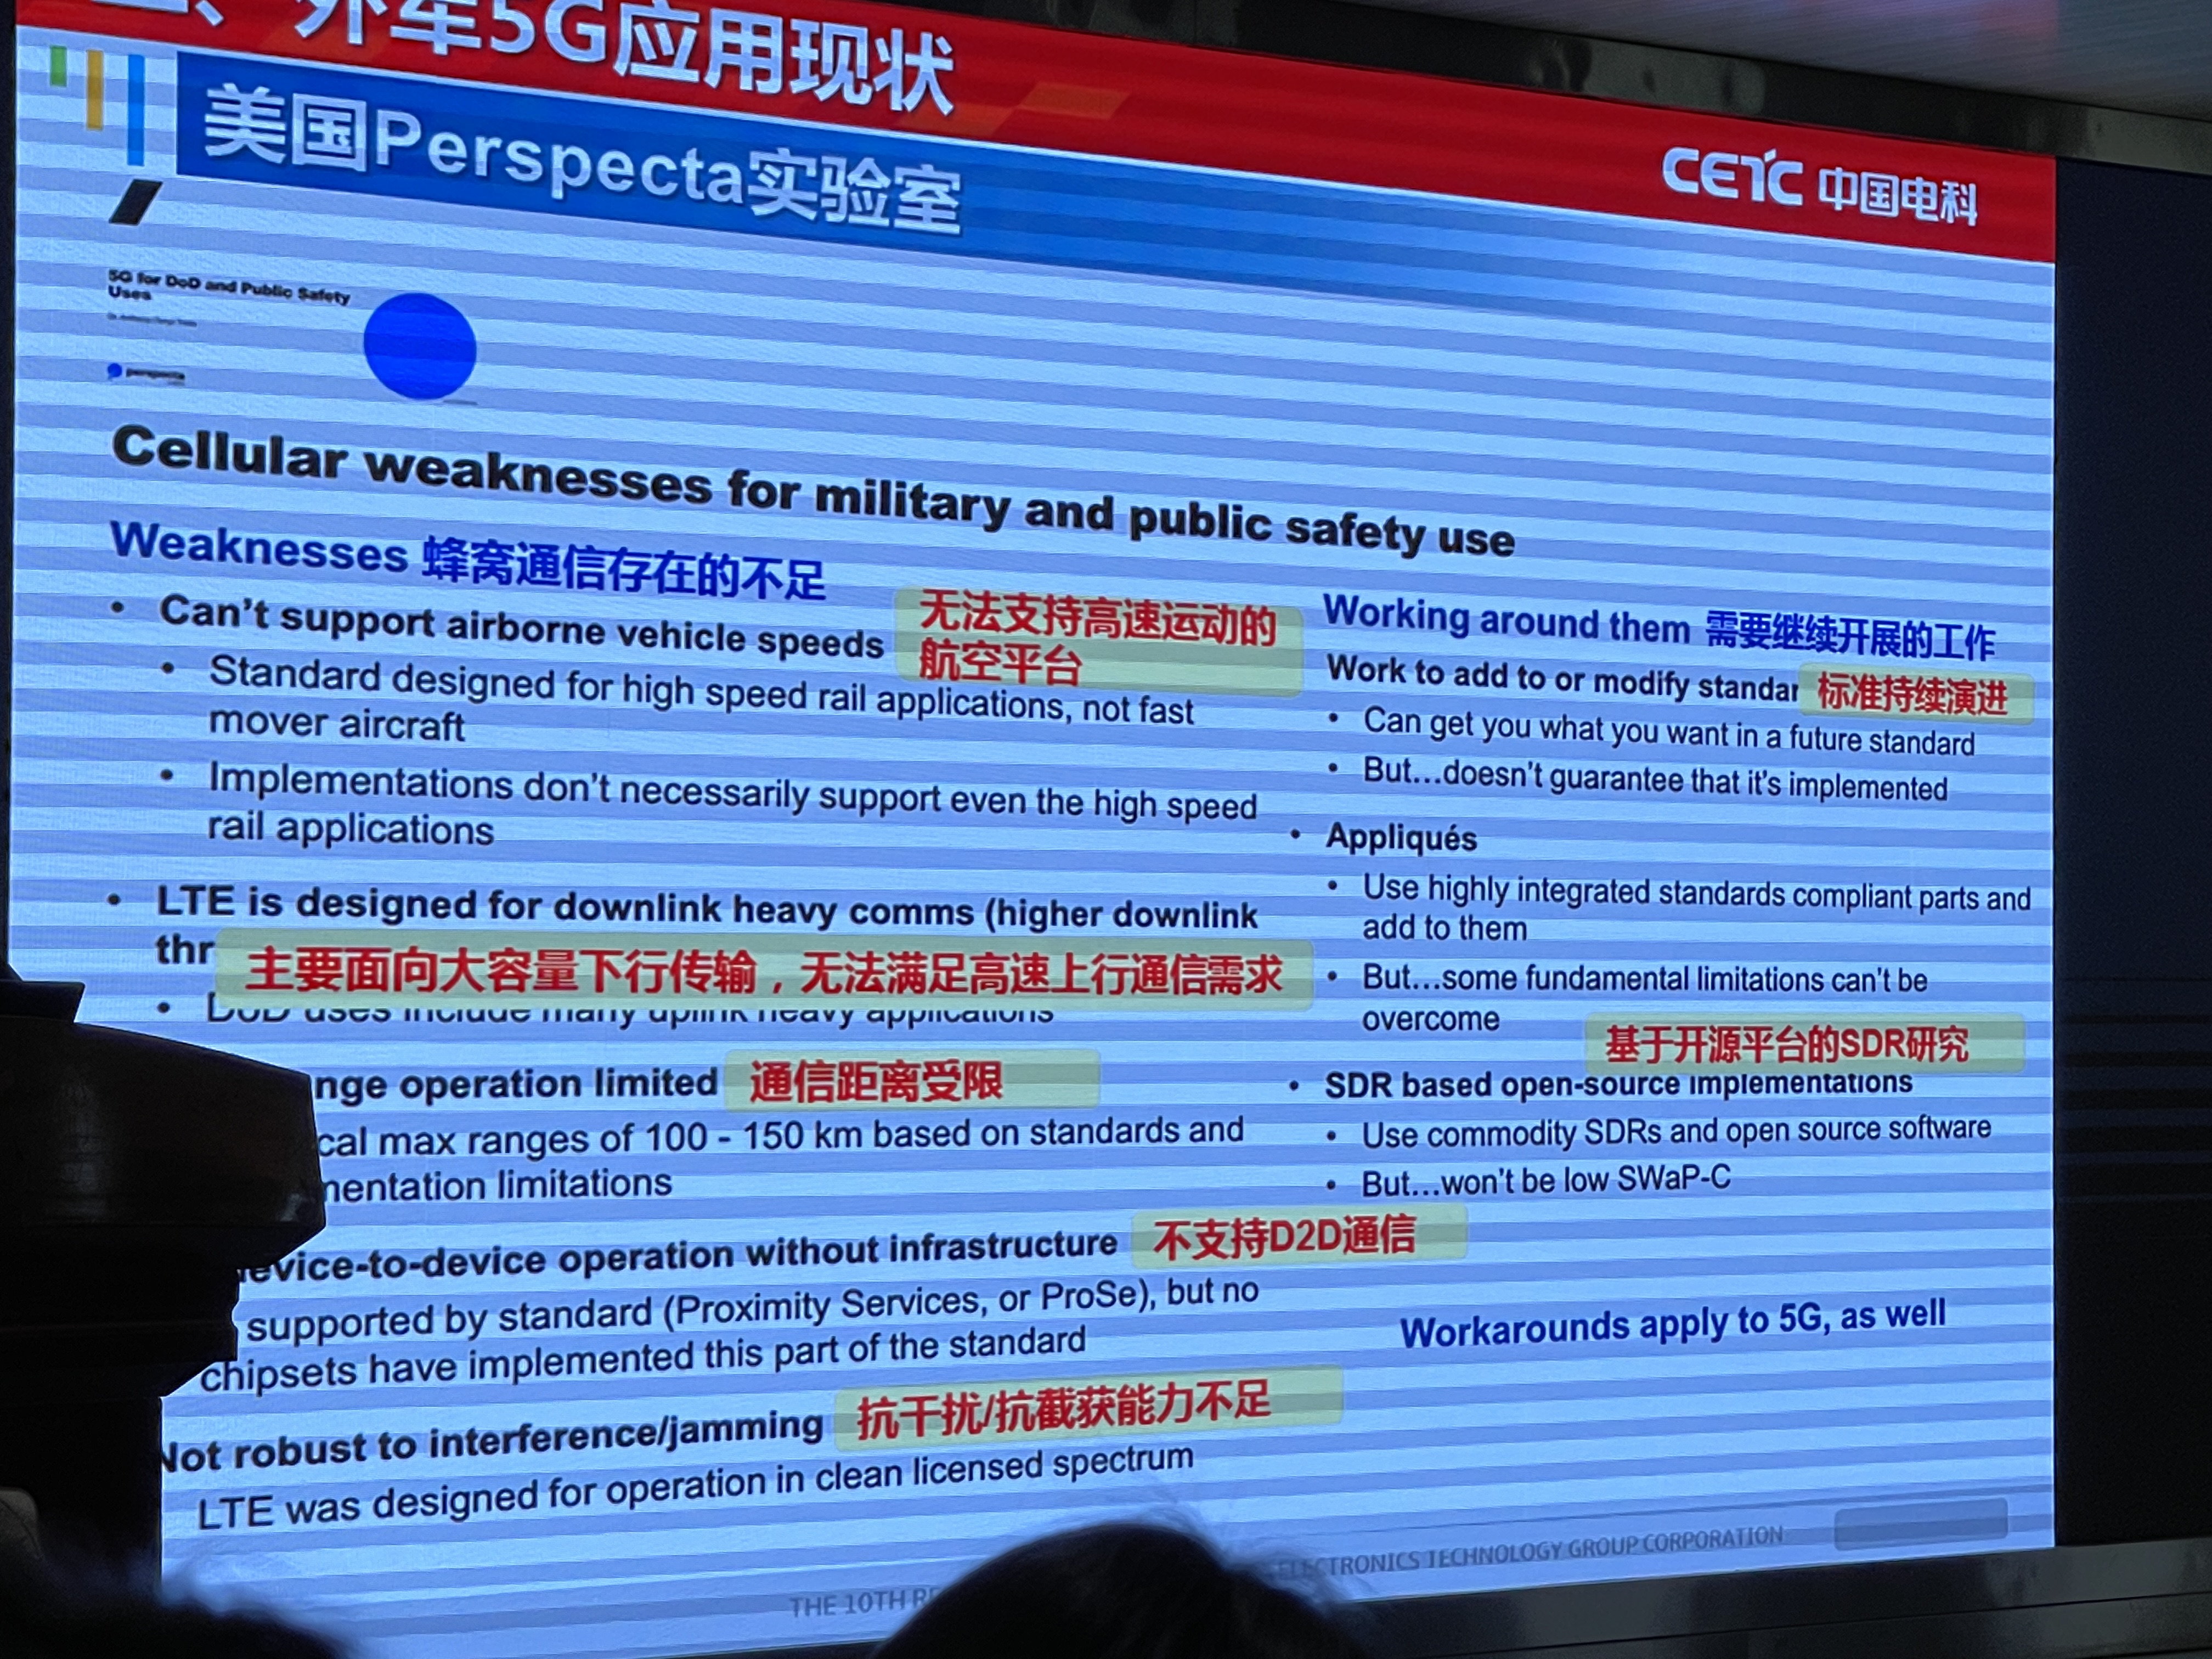 、外军5G应用现状
美国Perspecta实验室
CETC 中国电科
5G for DoD and Public Safety
Uses
perspecta
Cellular weaknesses for military and public safety use
Weaknesses 蜂窝通信存在的不足
• Can't support airborne vehicle speeds
无法支持高速运动的
航空平台
• Standard designed for high speed rail applications, not fast
mover aircraft
• Implementations don't necessarily support even the high speed
rail applications
• LTE is designed for downlink heavy comms (higher downlink
thr
主要面向大容量下行传输，无法满足高速上行通信需求
• DoD uses include many uplink heavy applications
nge operation limited 通信距离受限
cal max ranges of 100 - 150 km based on standards and
mentation limitations
evice-to-device operation without infrastructure 不支持D2D通信
supported by standard (Proximity Services, or ProSe), but no
chipsets have implemented this part of the standard
Not robust to interference/jamming 抗干扰/抗截获能力不足
LTE was designed for operation in clean licensed spectrum
Working around them 需要继续开展的工作
Work to add to or modify standar 标准持续演进
• Can get you what you want in a future standard
• But...doesn't guarantee that it's implemented
• Appliqués
• Use highly integrated standards compliant parts and
add to them
• But...some fundamental limitations can't be
overcome
基于开源平台的SDR研究
• SDR based open-source implementations
• Use commodity SDRs and open source software
• But...won't be low SWaP-C
Workarounds apply to 5G, as well
THE 10TH RE
ELECTRONICS TECHNOLOGY GROUP CORPORATION